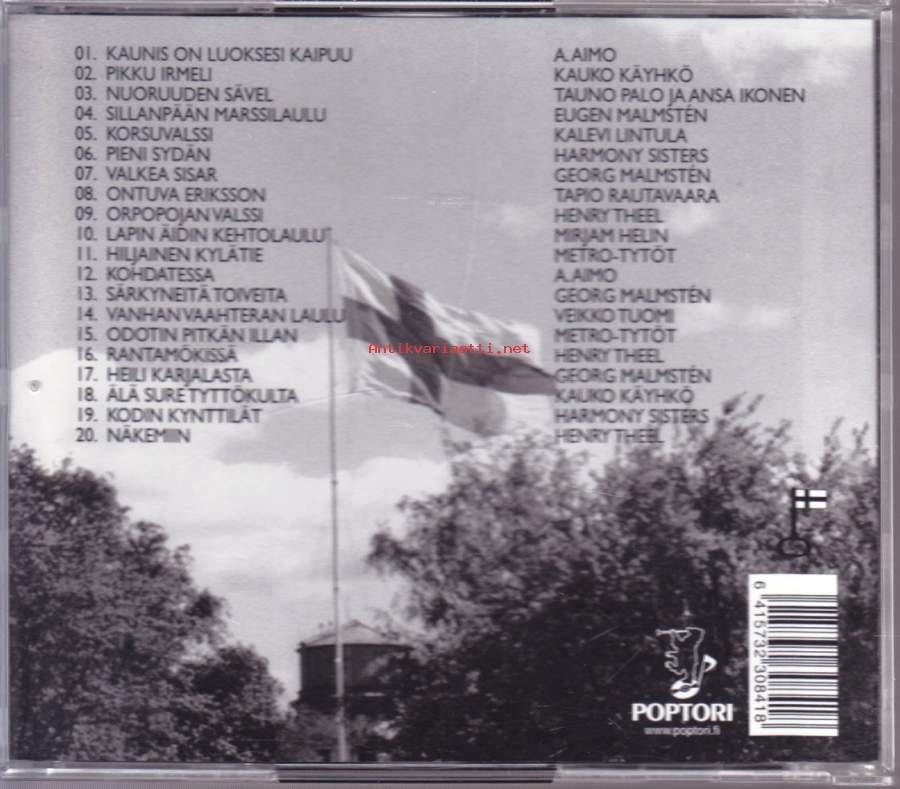 01. KAUNIS ON LUOKSESI KAIPUU A.AIMO
02. PIKKU IRMELI KAUKO KÄYHKÖ
03. NUORUUDEN SÄVEL TAUNO PALO JA ANSA IKONEN
04. SILLANPÄÄN MARSSILAULU EUGEN MALMSTÉN
05. KORSUVALSSI KALEVI LINTULA
06. PIENI SYDÄN HARMONY SISTERS
07. VALKEA SISAR GEORG MALMSTÉN
08. ONTUVA ERIKSSON TAPIO RAUTAVAARA
09. ORPOPOJAN VALSSI HENRY THEEL
10. LAPIN ÄIDIN KEHTOLAULU MIRJAM HELIN
11. HILJAINEN KYLÄTIE METRO-TYTÖT
12. KOHDATESSA A.AIMO
13. SÄRKYNEITÄ TOIVEITA GEORG MALMSTÉN
14. VANHAN VAAHTERAN LAULU VEIKKO TUOMI
15. ODOTIN PITKÄN ILLAN METRO-TYTÖT
Antikvariaatti.net
16. RANTAMÖKISSÄ HENRY THEEL
17. HEILI KARJALASTA GEORG MALMSTÉN
18. ÄLÄ SURE TYTTÖKULTA KAUKO KÄYHKÖ
19. KODIN KYNTTILÄT HARMONY SISTERS
20. NÄKEMIIN HENRY THEEL
6 415732 308418
POPTORI
www.poptori.fi